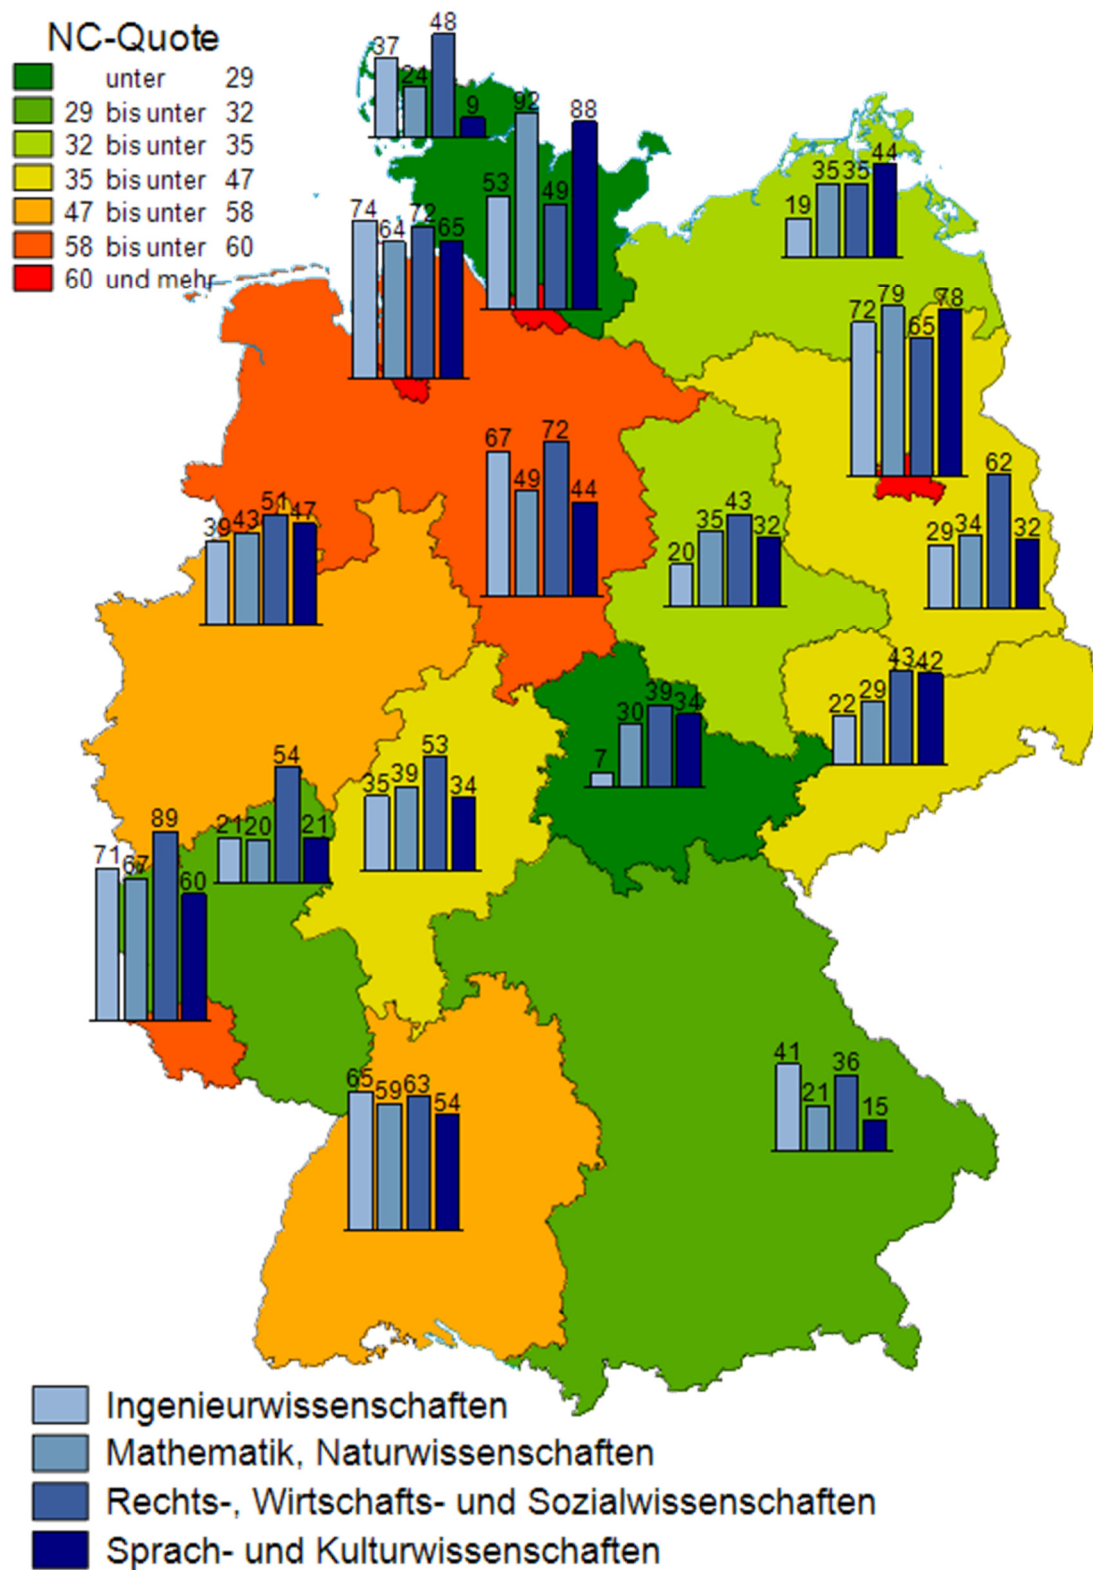 NC-Quote
unter 29
29 bis unter 32
32 bis unter 35
35 bis unter 47
47 bis unter 58
58 bis unter 60
60 und mehr
37 24 48 9
53 92 49 88
19 35 35 44
74 64 72 65
72 79 65 78
67 49 72 44
39 43 51 47
20 35 43 32
29 34 62 32
22 29 43 42
7 30 39 34
35 39 53 34
21 20 54 21
71 67 89 60
65 59 63 54
41 21 36 15
Ingenieurwissenschaften
Mathematik, Naturwissenschaften
Rechts-, Wirtschafts- und Sozialwissenschaften
Sprach- und Kulturwissenschaften